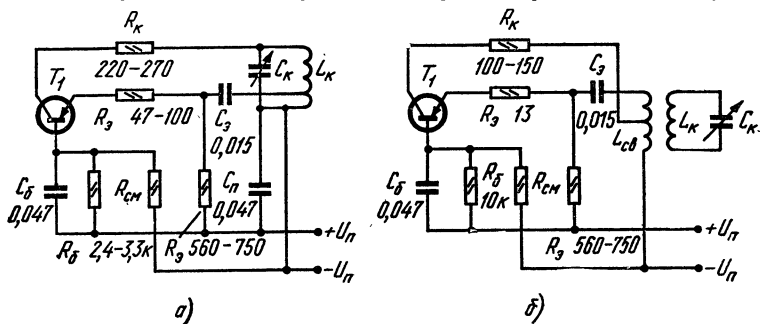 Rк
220-270
T₁
Cк
Lк
Rэ 47-100
Cэ
0,015
Cб
0,047
Rсм
Cп
0,047
Rб 2,4-3,3к
Rэ 560-750
+Uп
-Uп
а)
Rк
100-150
T₁
Cэ
Rэ 13
0,015
Lсв
Lк
Cк
Cб
0,047
Rб
10к
Rсм
Rэ 560-750
+Uп
-Uп
б)